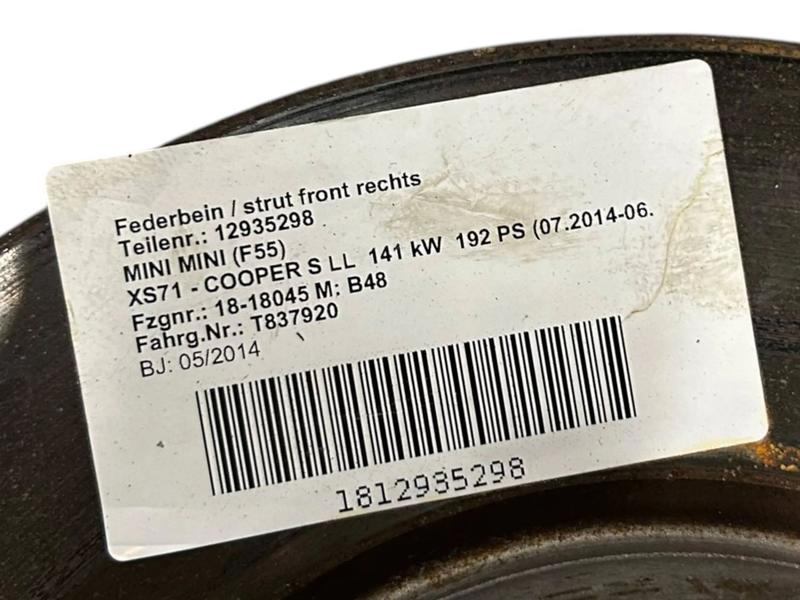 Federbein / strut front rechts
Teilenr.: 12935298
MINI MINI (F55)
XS71 - COOPER S LL 141 kW 192 PS (07.2014-06.
Fzgnr.: 18-18045 M: B48
Fahrg.Nr.: T837920
BJ: 05/2014
1812935298